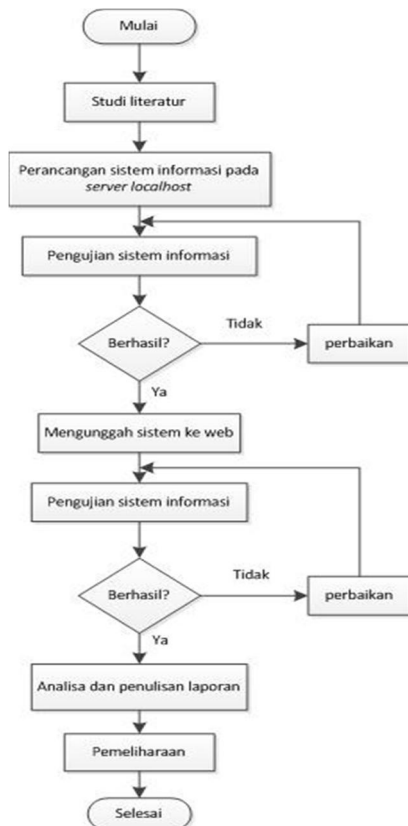 Mulai
Studi literatur
Perancangan sistem informasi pada
server localhost
Pengujian sistem informasi
Berhasil?
Tidak
perbaikan
Ya
Mengunggah sistem ke web
Pengujian sistem informasi
Berhasil?
Tidak
perbaikan
Ya
Analisa dan penulisan laporan
Pemeliharaan
Selesai